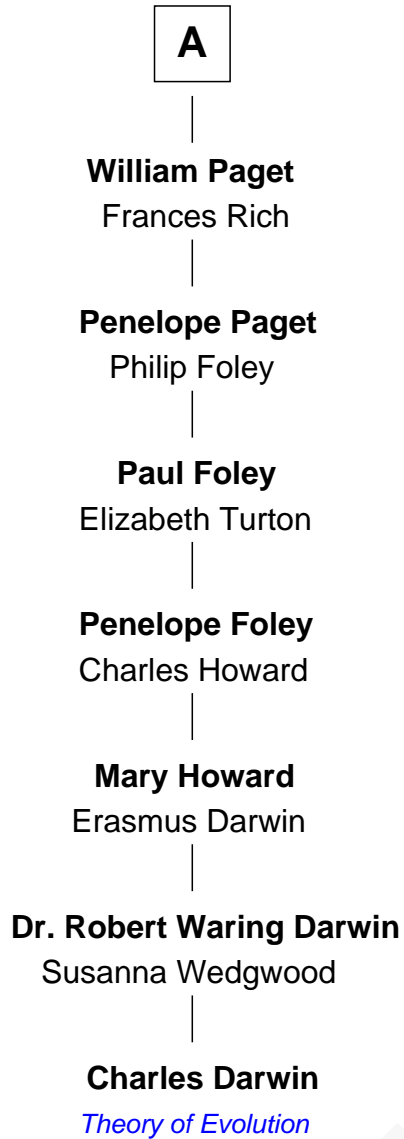 A
William Paget
Frances Rich
Penelope Paget
Philip Foley
Paul Foley
Elizabeth Turton
Penelope Foley
Charles Howard
Mary Howard
Erasmus Darwin
Dr. Robert Waring Darwin
Susanna Wedgwood
Charles Darwin
Theory of Evolution